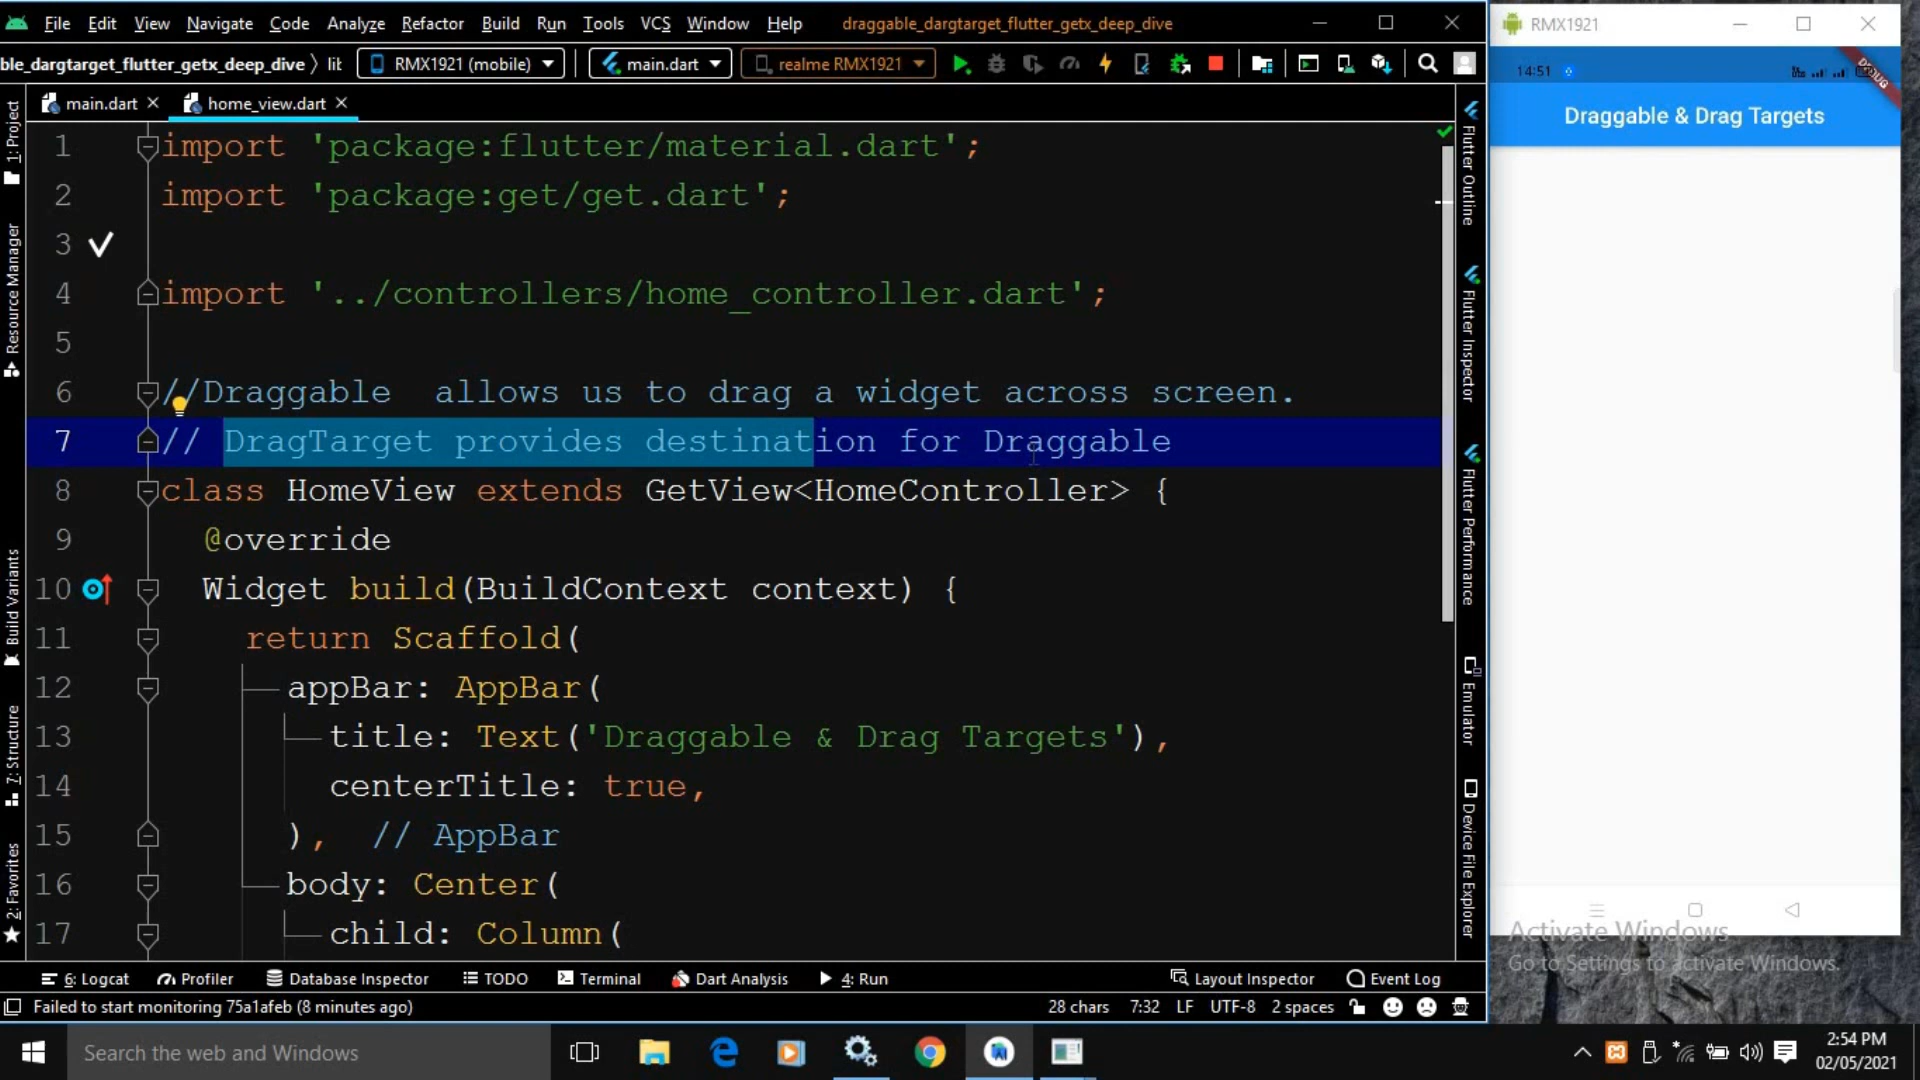 File Edit View Navigate Code Analyze Refactor Build Run Tools VCS Window Help draggable_dargtarget_flutter_getx_deep_dive
ble_dargtarget_flutter_getx_deep_dive lib RMX1921 (mobile) main.dart realme RMX1921
main.dart home_view.dart
1 import 'package:flutter/material.dart';
2 import 'package:get/get.dart';
3
4 import '../controllers/home_controller.dart';
5
6 //Draggable  allows us to drag a widget across screen.
7 // DragTarget provides destination for Draggable
8 class HomeView extends GetView<HomeController> {
9 @override
10 Widget build(BuildContext context) {
11 return Scaffold(
12 appBar: AppBar(
13 title: Text('Draggable & Drag Targets'),
14 centerTitle: true,
15 ), // AppBar
16 body: Center(
17 child: Column(
1: Project
Resource Manager
Build Variants
7: Structure
2: Favorites
Flutter Outline
Flutter Inspector
Flutter Performance
Emulator
Device File Explorer
6: Logcat Profiler Database Inspector TODO Terminal Dart Analysis 4: Run Layout Inspector Event Log
Failed to start monitoring 75a1afeb (8 minutes ago) 28 chars 7:32 LF UTF-8 2 spaces
RMX1921
14:51
DEBUG
Draggable & Drag Targets
Activate Windows
Go to Settings to activate Windows.
Search the web and Windows
2:54 PM
02/05/2021